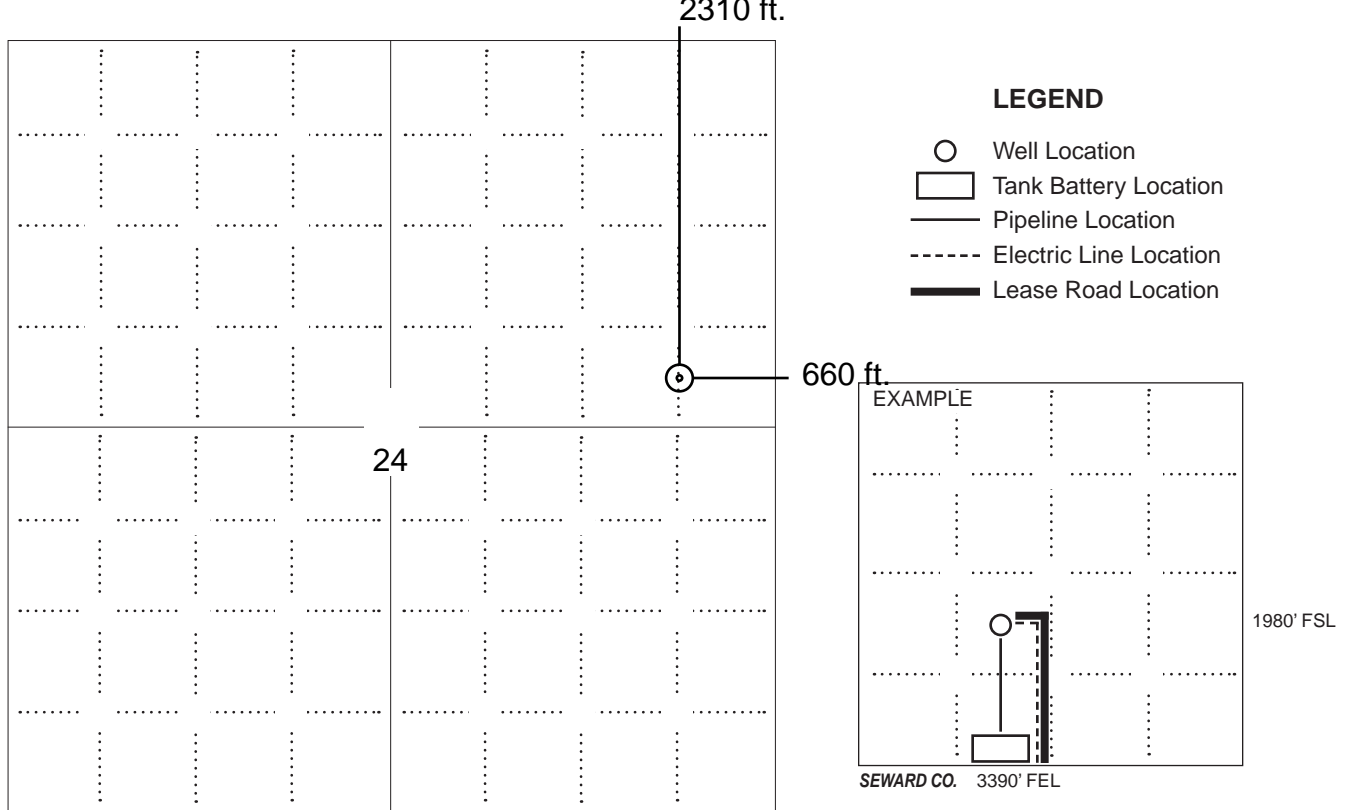 2310 ft.
LEGEND
Well Location
Tank Battery Location
Pipeline Location
Electric Line Location
Lease Road Location
660 ft.
EXAMPLE
24
1980' FSL
SEWARD CO. 3390' FEL